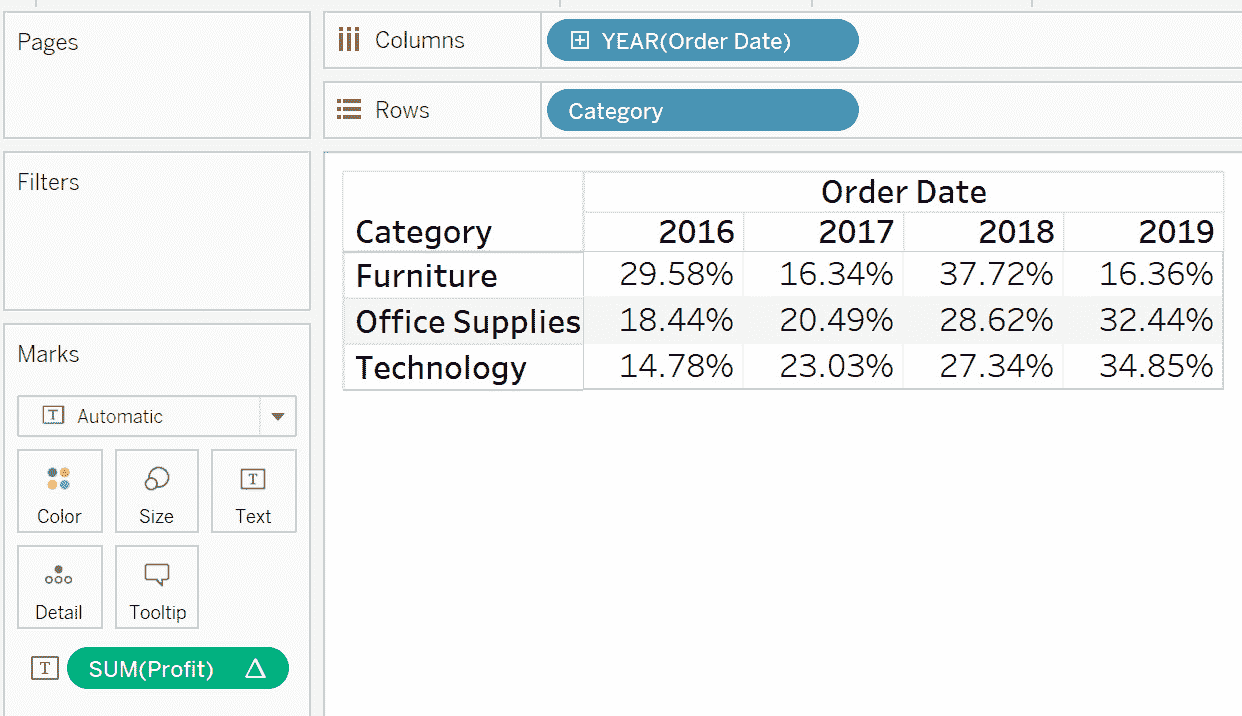 Pages
Columns
YEAR(Order Date)
Rows
Category
Filters
Order Date
Category 2016 2017 2018 2019
Furniture 29.58% 16.34% 37.72% 16.36%
Office Supplies 18.44% 20.49% 28.62% 32.44%
Technology 14.78% 23.03% 27.34% 34.85%
Marks
T Automatic
Color Size T Text
Detail Tooltip
T SUM(Profit) Δ